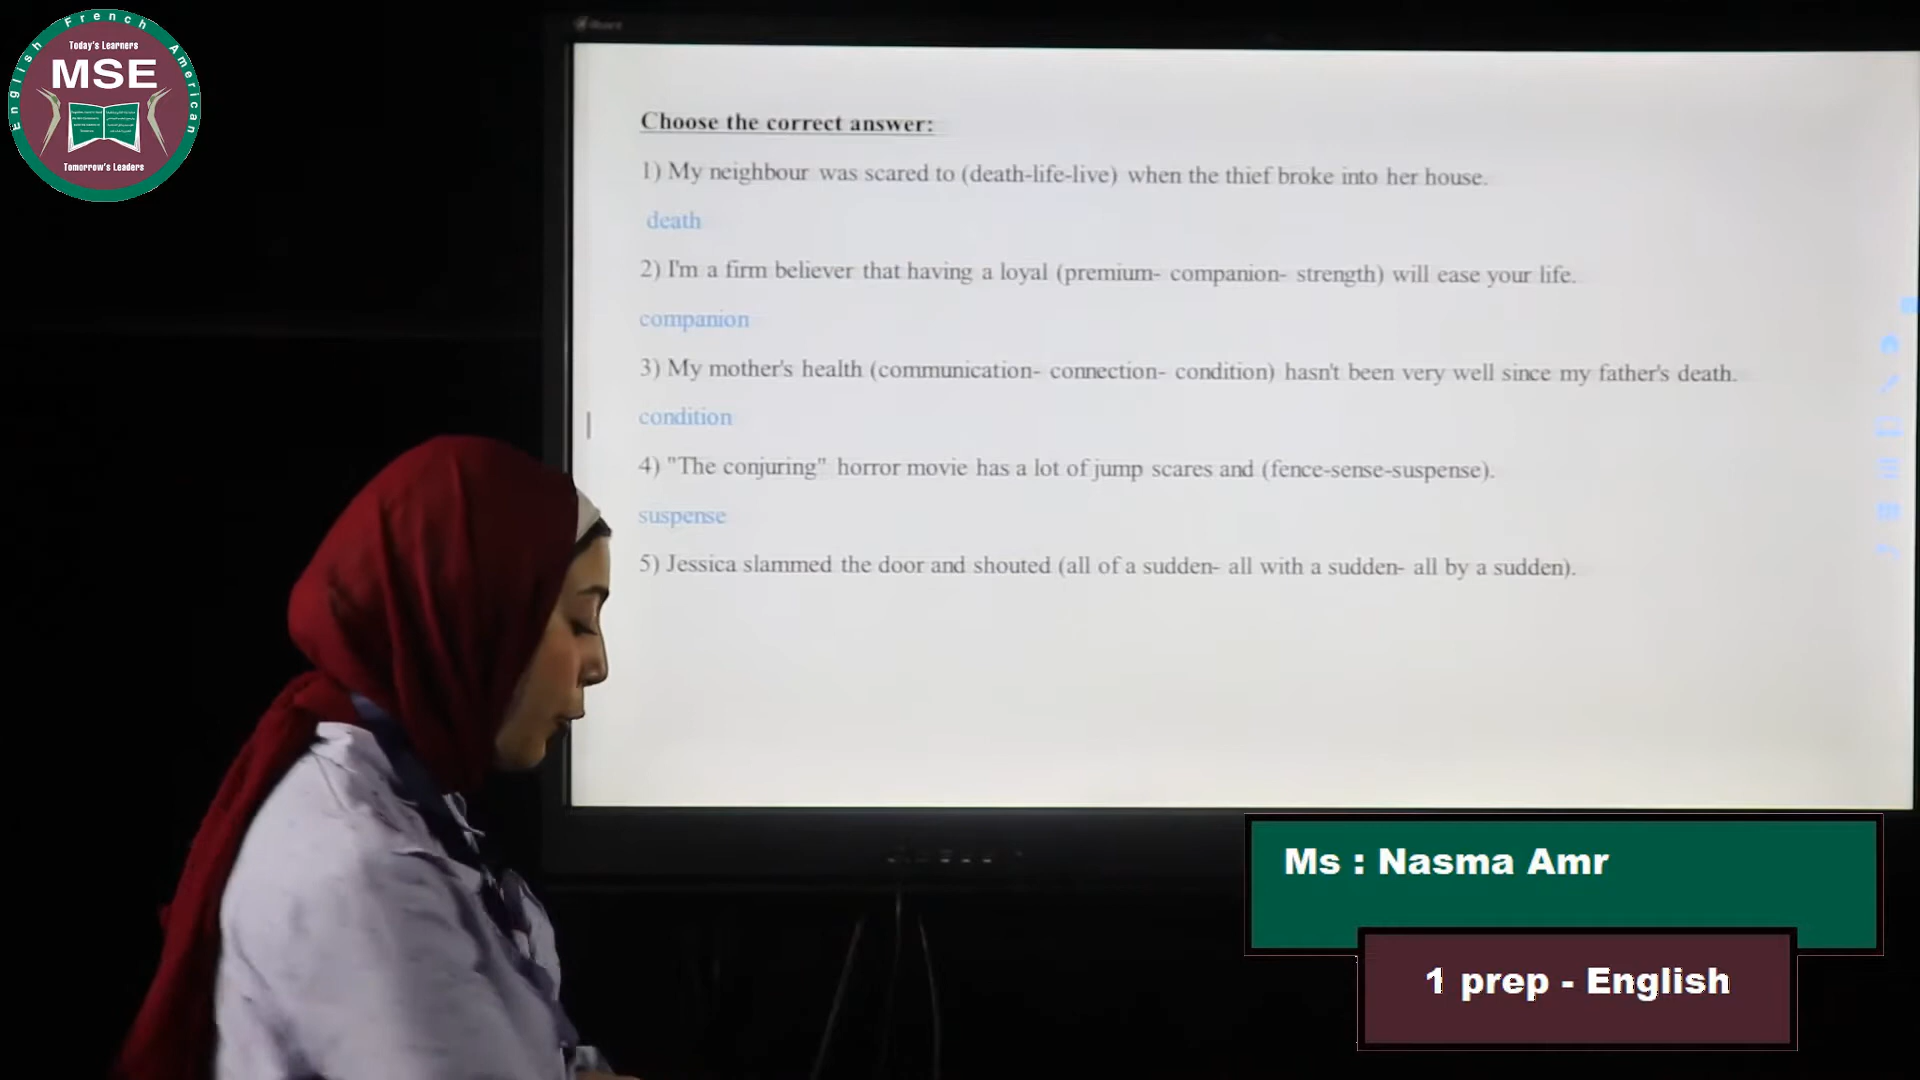 English French American
Today's Learners
MSE
Tomorrow's Leaders
Choose the correct answer:
1) My neighbour was scared to (death-life-live) when the thief broke into her house.
death
2) I'm a firm believer that having a loyal (premium- companion- strength) will ease your life.
companion
3) My mother's health (communication- connection- condition) hasn't been very well since my father's death.
condition
4) "The conjuring" horror movie has a lot of jump scares and (fence-sense-suspense).
suspense
5) Jessica slammed the door and shouted (all of a sudden- all with a sudden- all by a sudden).
Ms : Nasma Amr
1 prep - English